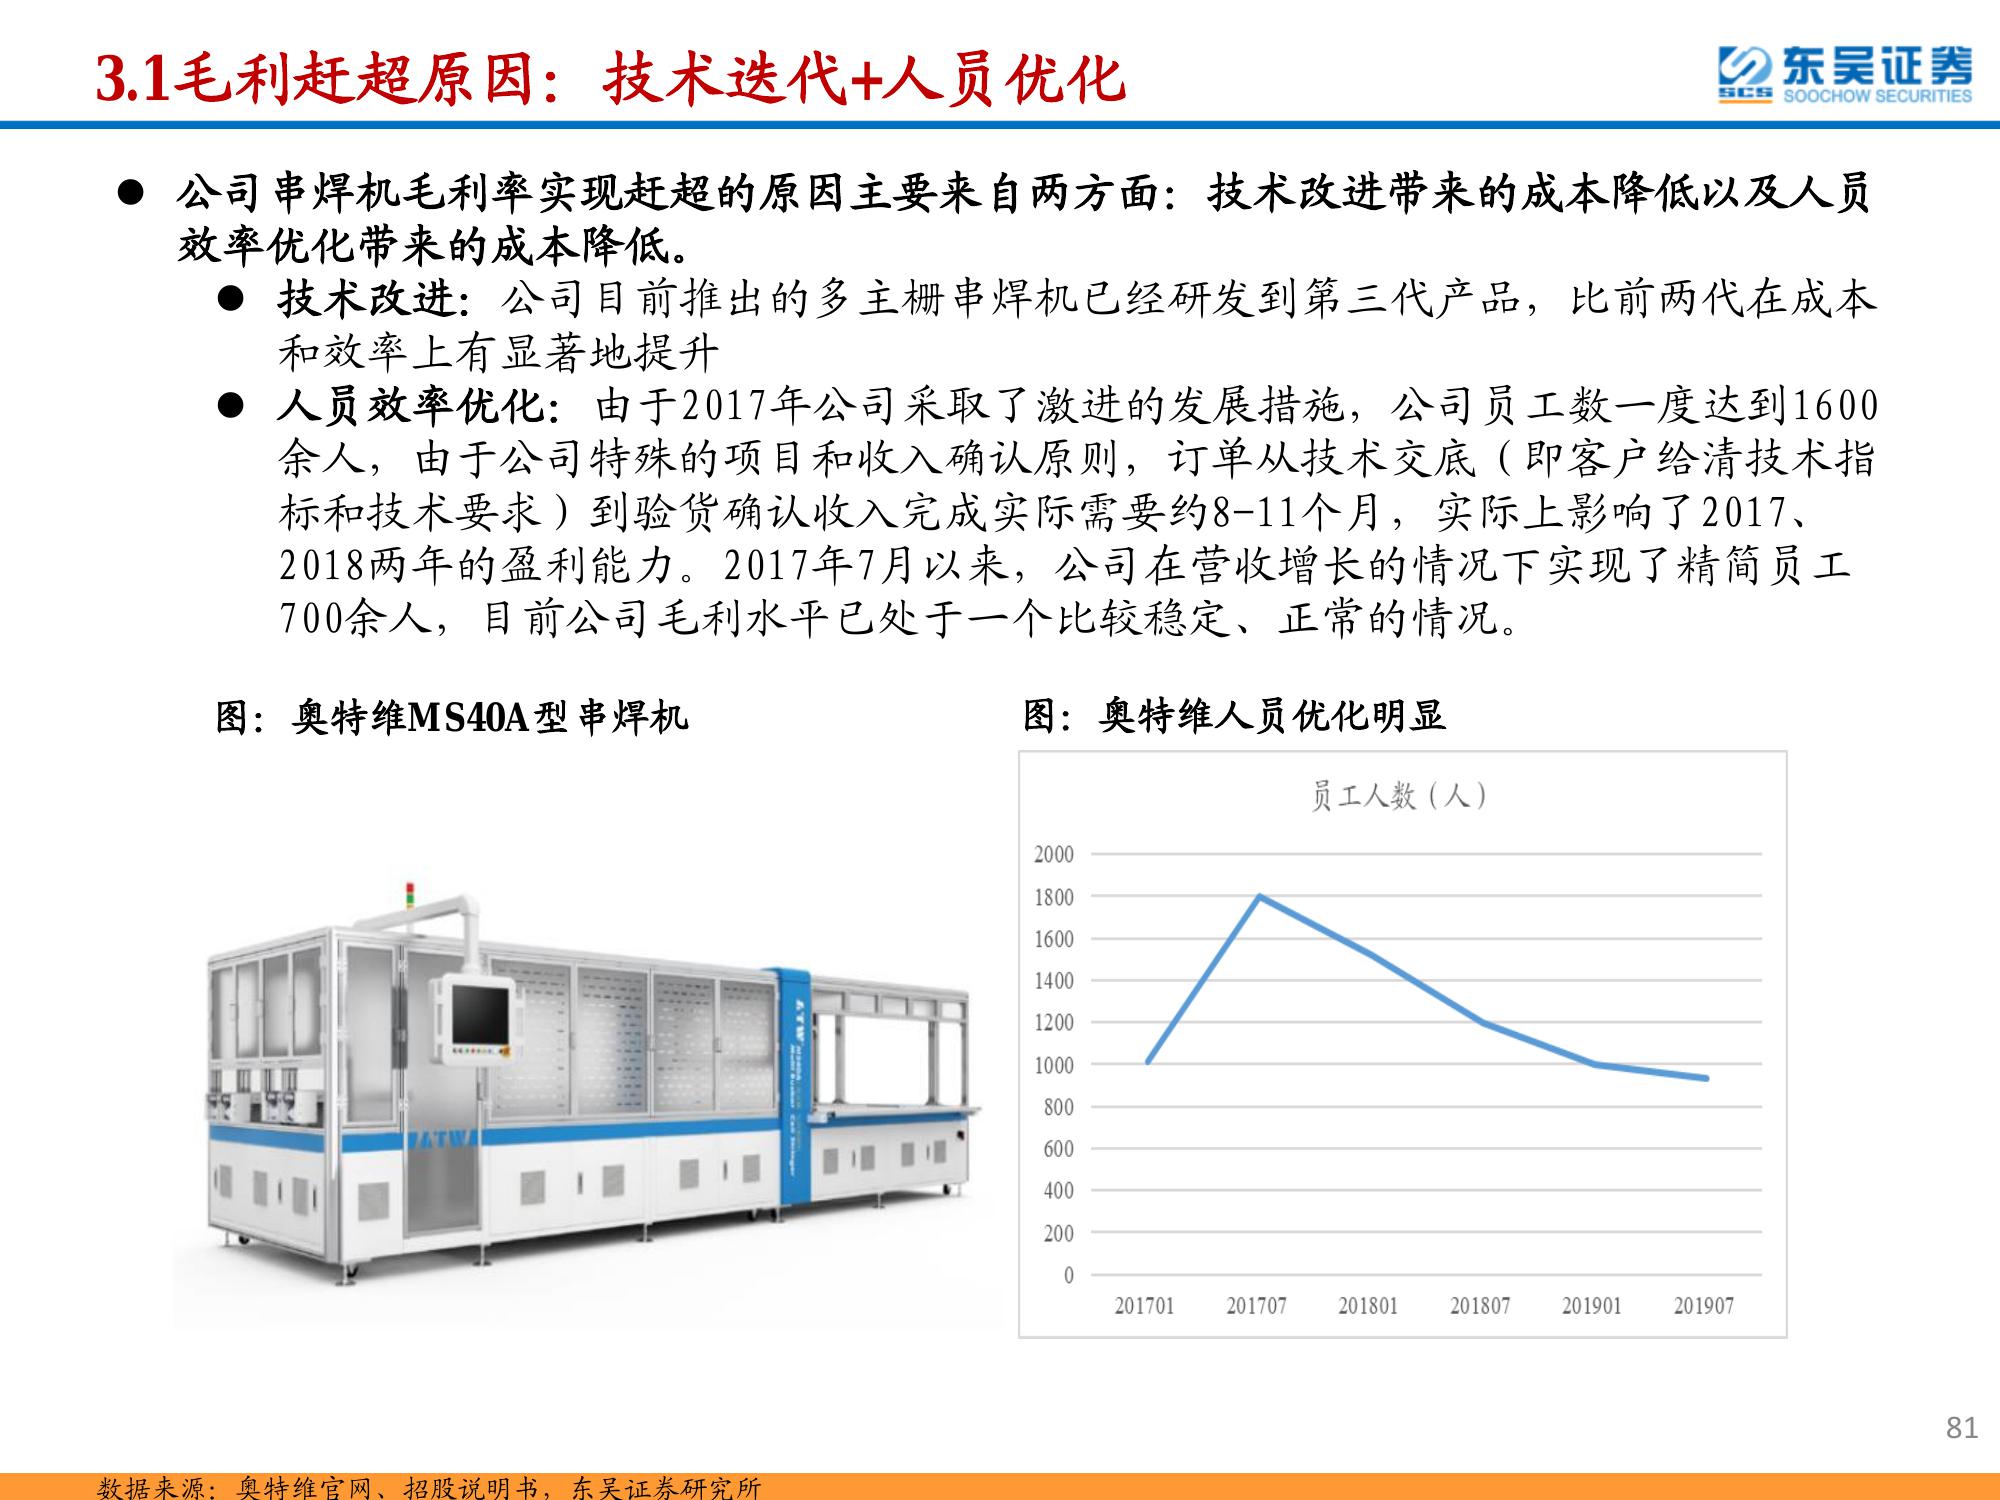 3.1毛利赶超原因：技术迭代+人员优化
东吴证券
SCS SOOCHOW SECURITIES
● 公司串焊机毛利率实现赶超的原因主要来自两方面：技术改进带来的成本降低以及人员
效率优化带来的成本降低。
● 技术改进：公司目前推出的多主栅串焊机已经研发到第三代产品，比前两代在成本
和效率上有显著地提升
● 人员效率优化：由于2017年公司采取了激进的发展措施，公司员工数一度达到1600
余人，由于公司特殊的项目和收入确认原则，订单从技术交底（即客户给清技术指
标和技术要求）到验货确认收入完成实际需要约8-11个月，实际上影响了2017、
2018两年的盈利能力。2017年7月以来，公司在营收增长的情况下实现了精简员工
700余人，目前公司毛利水平已处于一个比较稳定、正常的情况。
图：奥特维MS40A型串焊机
图：奥特维人员优化明显
员工人数（人）
2000
1800
1600
1400
1200
1000
800
600
400
200
0
201701 201707 201801 201807 201901 201907
81
数据来源：奥特维官网、招股说明书，东吴证券研究所